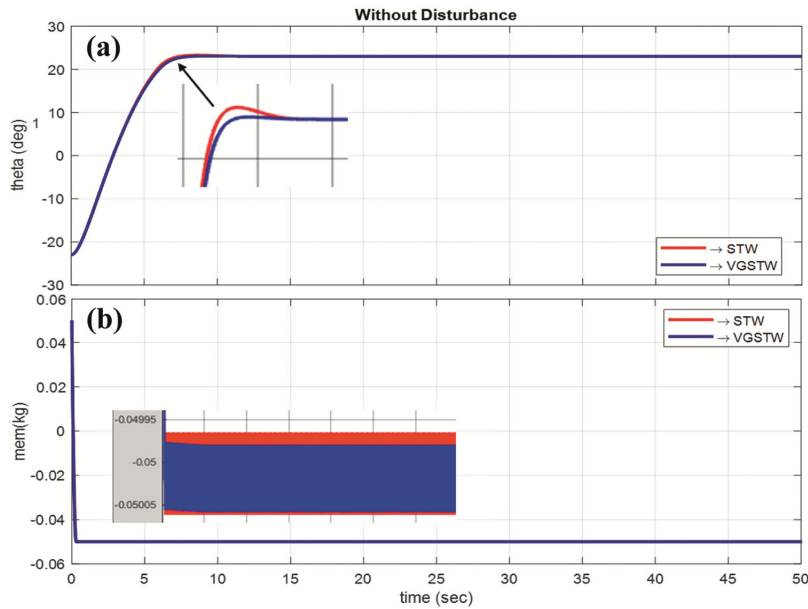 Without Disturbance
(a)
30
20
10
1
0
-10
-20
-30
theta (deg)
→ STW
→ VGSTW
(b)
0.06
0.04
0.02
0
-0.02
-0.04
-0.06
mem(kg)
→ STW
→ VGSTW
-0.04995
-0.05
-0.05005
0 5 10 15 20 25 30 35 40 45 50
time (sec)